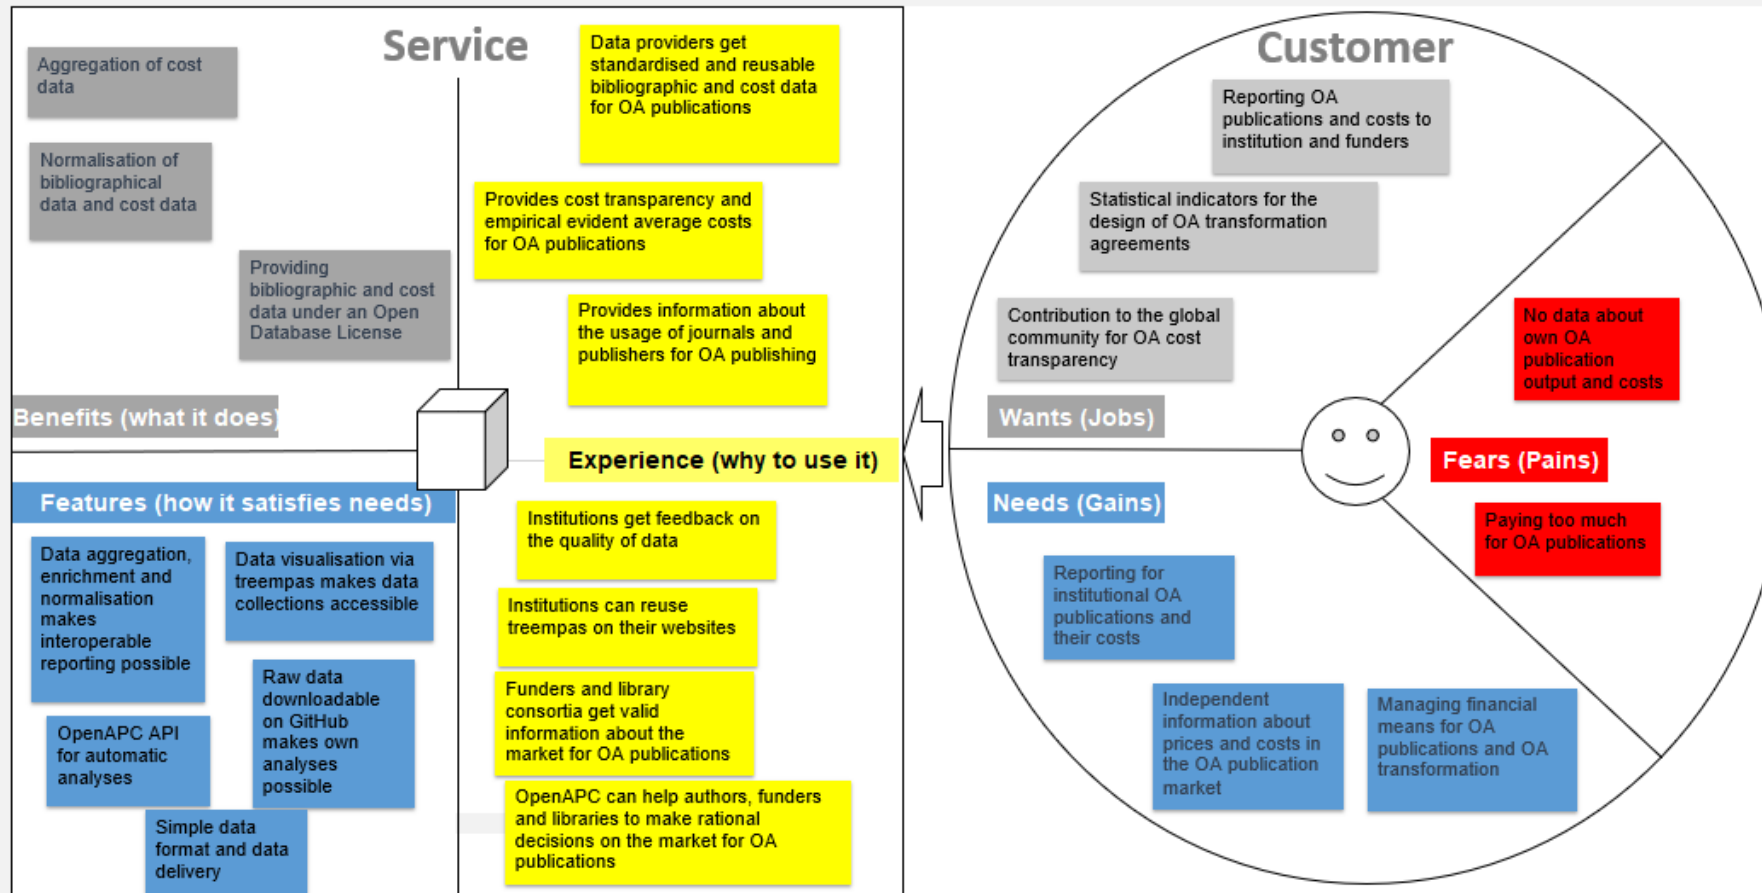 Service
Aggregation of cost
data
Normalisation of
bibliographical
data and cost data
Providing
bibliographic and cost
data under an Open
Database License
Benefits (what it does)
Data providers get
standardised and reusable
bibliographic and cost data
for OA publications
Provides cost transparency and
empirical evident average costs
for OA publications
Provides information about
the usage of journals and
publishers for OA publishing
Experience (why to use it)
Institutions get feedback on
the quality of data
Institutions can reuse
treempas on their websites
Funders and library
consortia get valid
information about the
market for OA publications
OpenAPC can help authors, funders
and libraries to make rational
decisions on the market for OA
publications
Features (how it satisfies needs)
Data aggregation,
enrichment and
normalisation
makes
interoperable
reporting possible
Data visualisation via
treempas makes data
collections accessible
Raw data
downloadable
on GitHub
makes own
analyses
possible
OpenAPC API
for automatic
analyses
Simple data
format and data
delivery
Customer
Reporting OA
publications and costs to
institution and funders
Statistical indicators for the
design of OA transformation
agreements
Contribution to the global
community for OA cost
transparency
Wants (Jobs)
No data about
own OA
publication
output and costs
Fears (Pains)
Paying too much
for OA publications
Needs (Gains)
Reporting for
institutional OA
publications and
their costs
Independent
information about
prices and costs in
the OA publication
market
Managing financial
means for OA
publications and OA
transformation